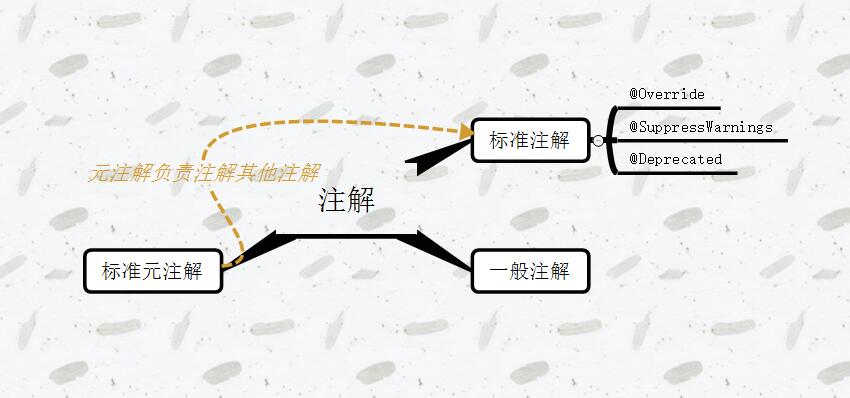 @Override
标准注解
@SuppressWarnings
@Deprecated
元注解负责注解其他注解
注解
标准元注解
一般注解